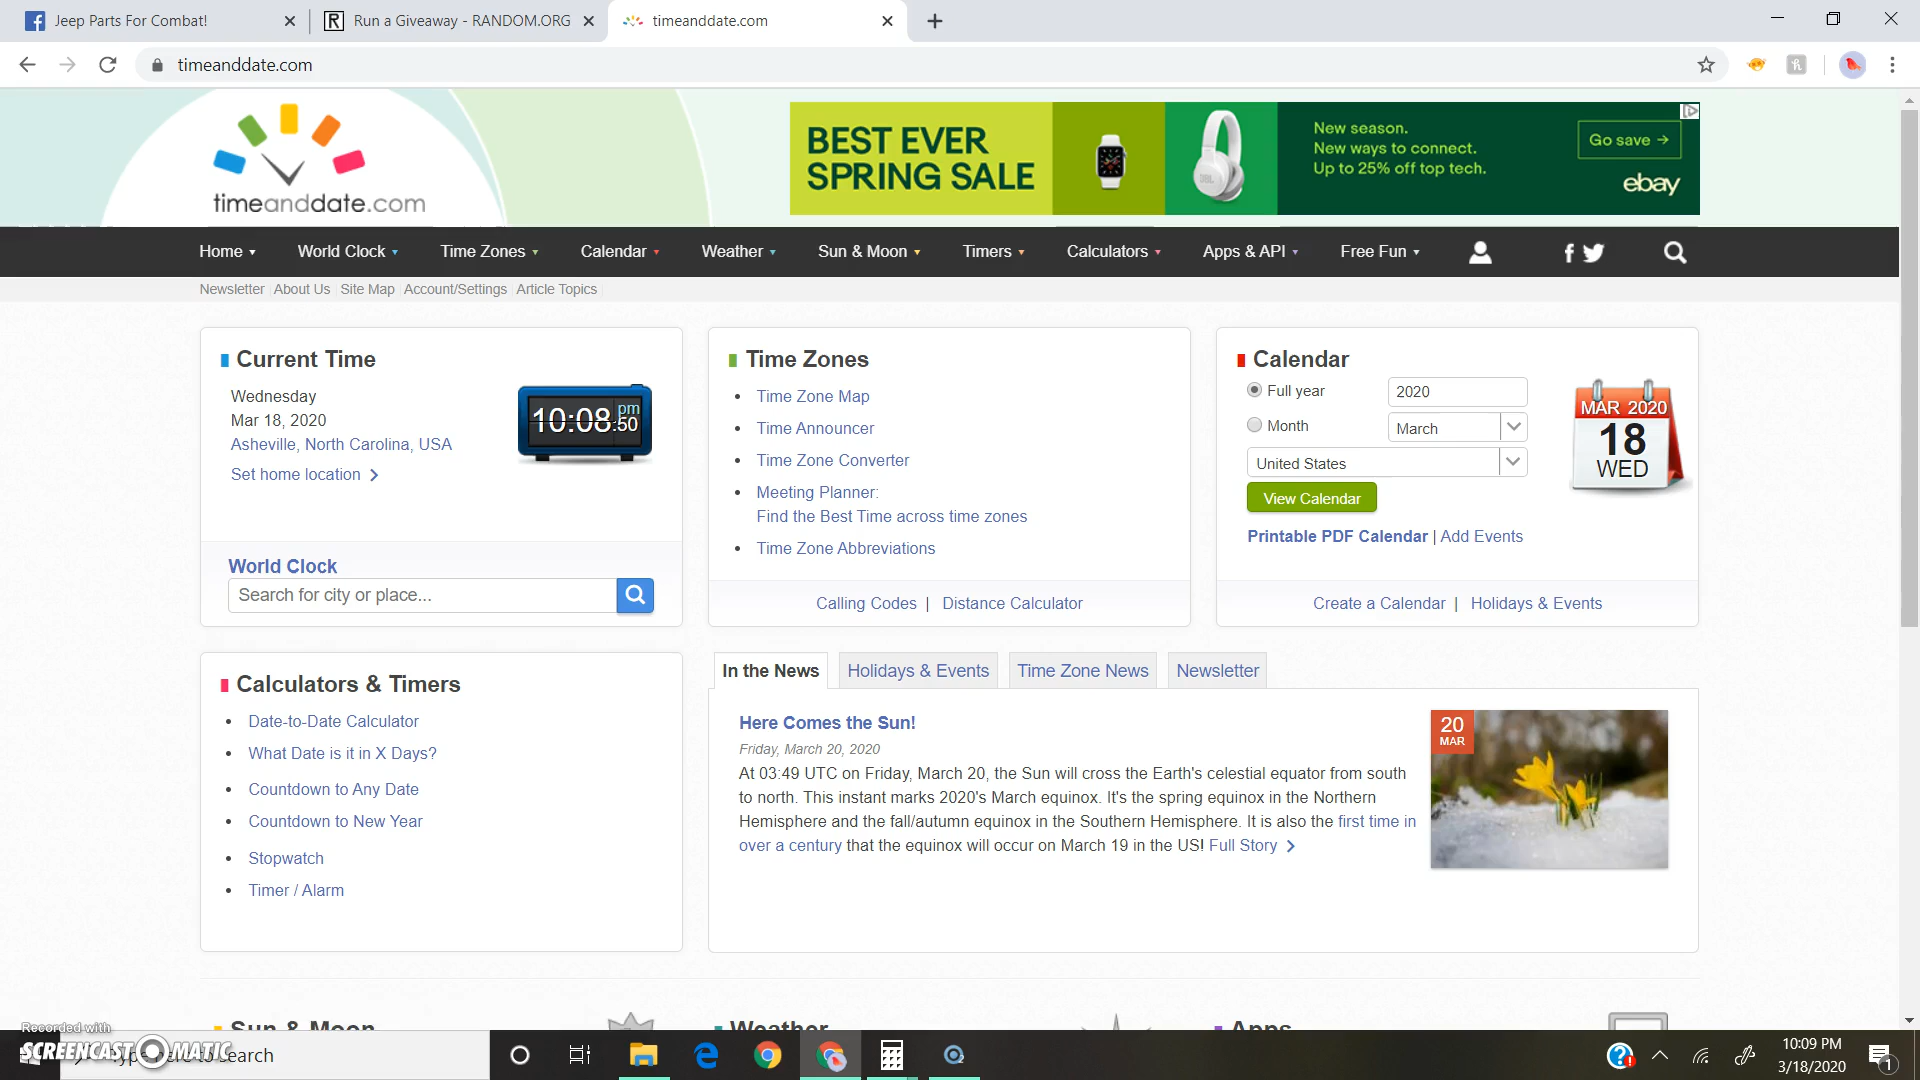 Jeep Parts For Combat!
Run a Giveaway - RANDOM.ORG
timeanddate.com
timeanddate.com
timeanddate.com
BEST EVER
SPRING SALE
New season.
New ways to connect.
Up to 25% off top tech.
Go save →
ebay
Home
World Clock
Time Zones
Calendar
Weather
Sun & Moon
Timers
Calculators
Apps & API
Free Fun
Newsletter
About Us
Site Map
Account/Settings
Article Topics
Current Time
Wednesday
Mar 18, 2020
Asheville, North Carolina, USA
Set home location
10:08:50 pm
World Clock
Search for city or place...
Time Zones
Time Zone Map
Time Announcer
Time Zone Converter
Meeting Planner:
Find the Best Time across time zones
Time Zone Abbreviations
Calling Codes | Distance Calculator
Calendar
Full year
2020
Month
March
United States
View Calendar
Printable PDF Calendar | Add Events
MAR 2020
18
WED
Create a Calendar | Holidays & Events
Calculators & Timers
Date-to-Date Calculator
What Date is it in X Days?
Countdown to Any Date
Countdown to New Year
Stopwatch
Timer / Alarm
In the News
Holidays & Events
Time Zone News
Newsletter
Here Comes the Sun!
Friday, March 20, 2020
At 03:49 UTC on Friday, March 20, the Sun will cross the Earth's celestial equator from south
to north. This instant marks 2020's March equinox. It's the spring equinox in the Northern
Hemisphere and the fall/autumn equinox in the Southern Hemisphere. It is also the first time in
over a century that the equinox will occur on March 19 in the US! Full Story
20
MAR
Sun & Moon
Weather
Apps
Recorded with
SCREENCAST-O-MATIC
Type here to search
10:09 PM
3/18/2020
1